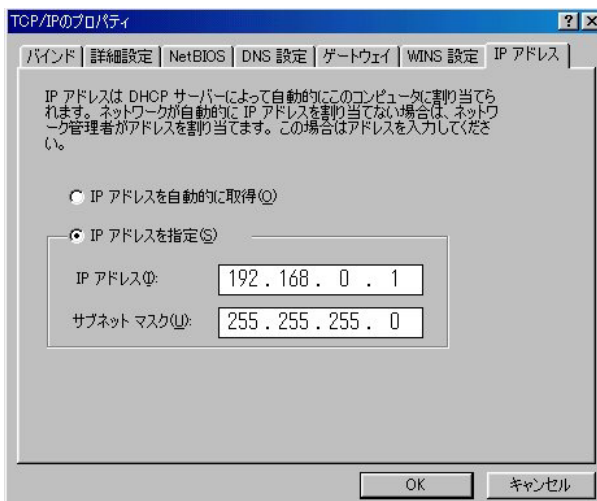 TCP/IPのプロパティ
バインド 詳細設定 NetBIOS DNS 設定 ゲートウェイ WINS 設定 IP アドレス
IP アドレスは DHCP サーバーによって自動的にこのコンピュータに割り当てら
れます。ネットワークが自動的に IP アドレスを割り当てない場合は、ネットワ
ーク管理者がアドレスを割り当てます。この場合はアドレスを入力してくださ
い。
IP アドレスを自動的に取得(O)
IP アドレスを指定(S)
IP アドレス(I): 192 . 168 . 0 . 1
サブネット マスク(U): 255 . 255 . 255 . 0
OK キャンセル